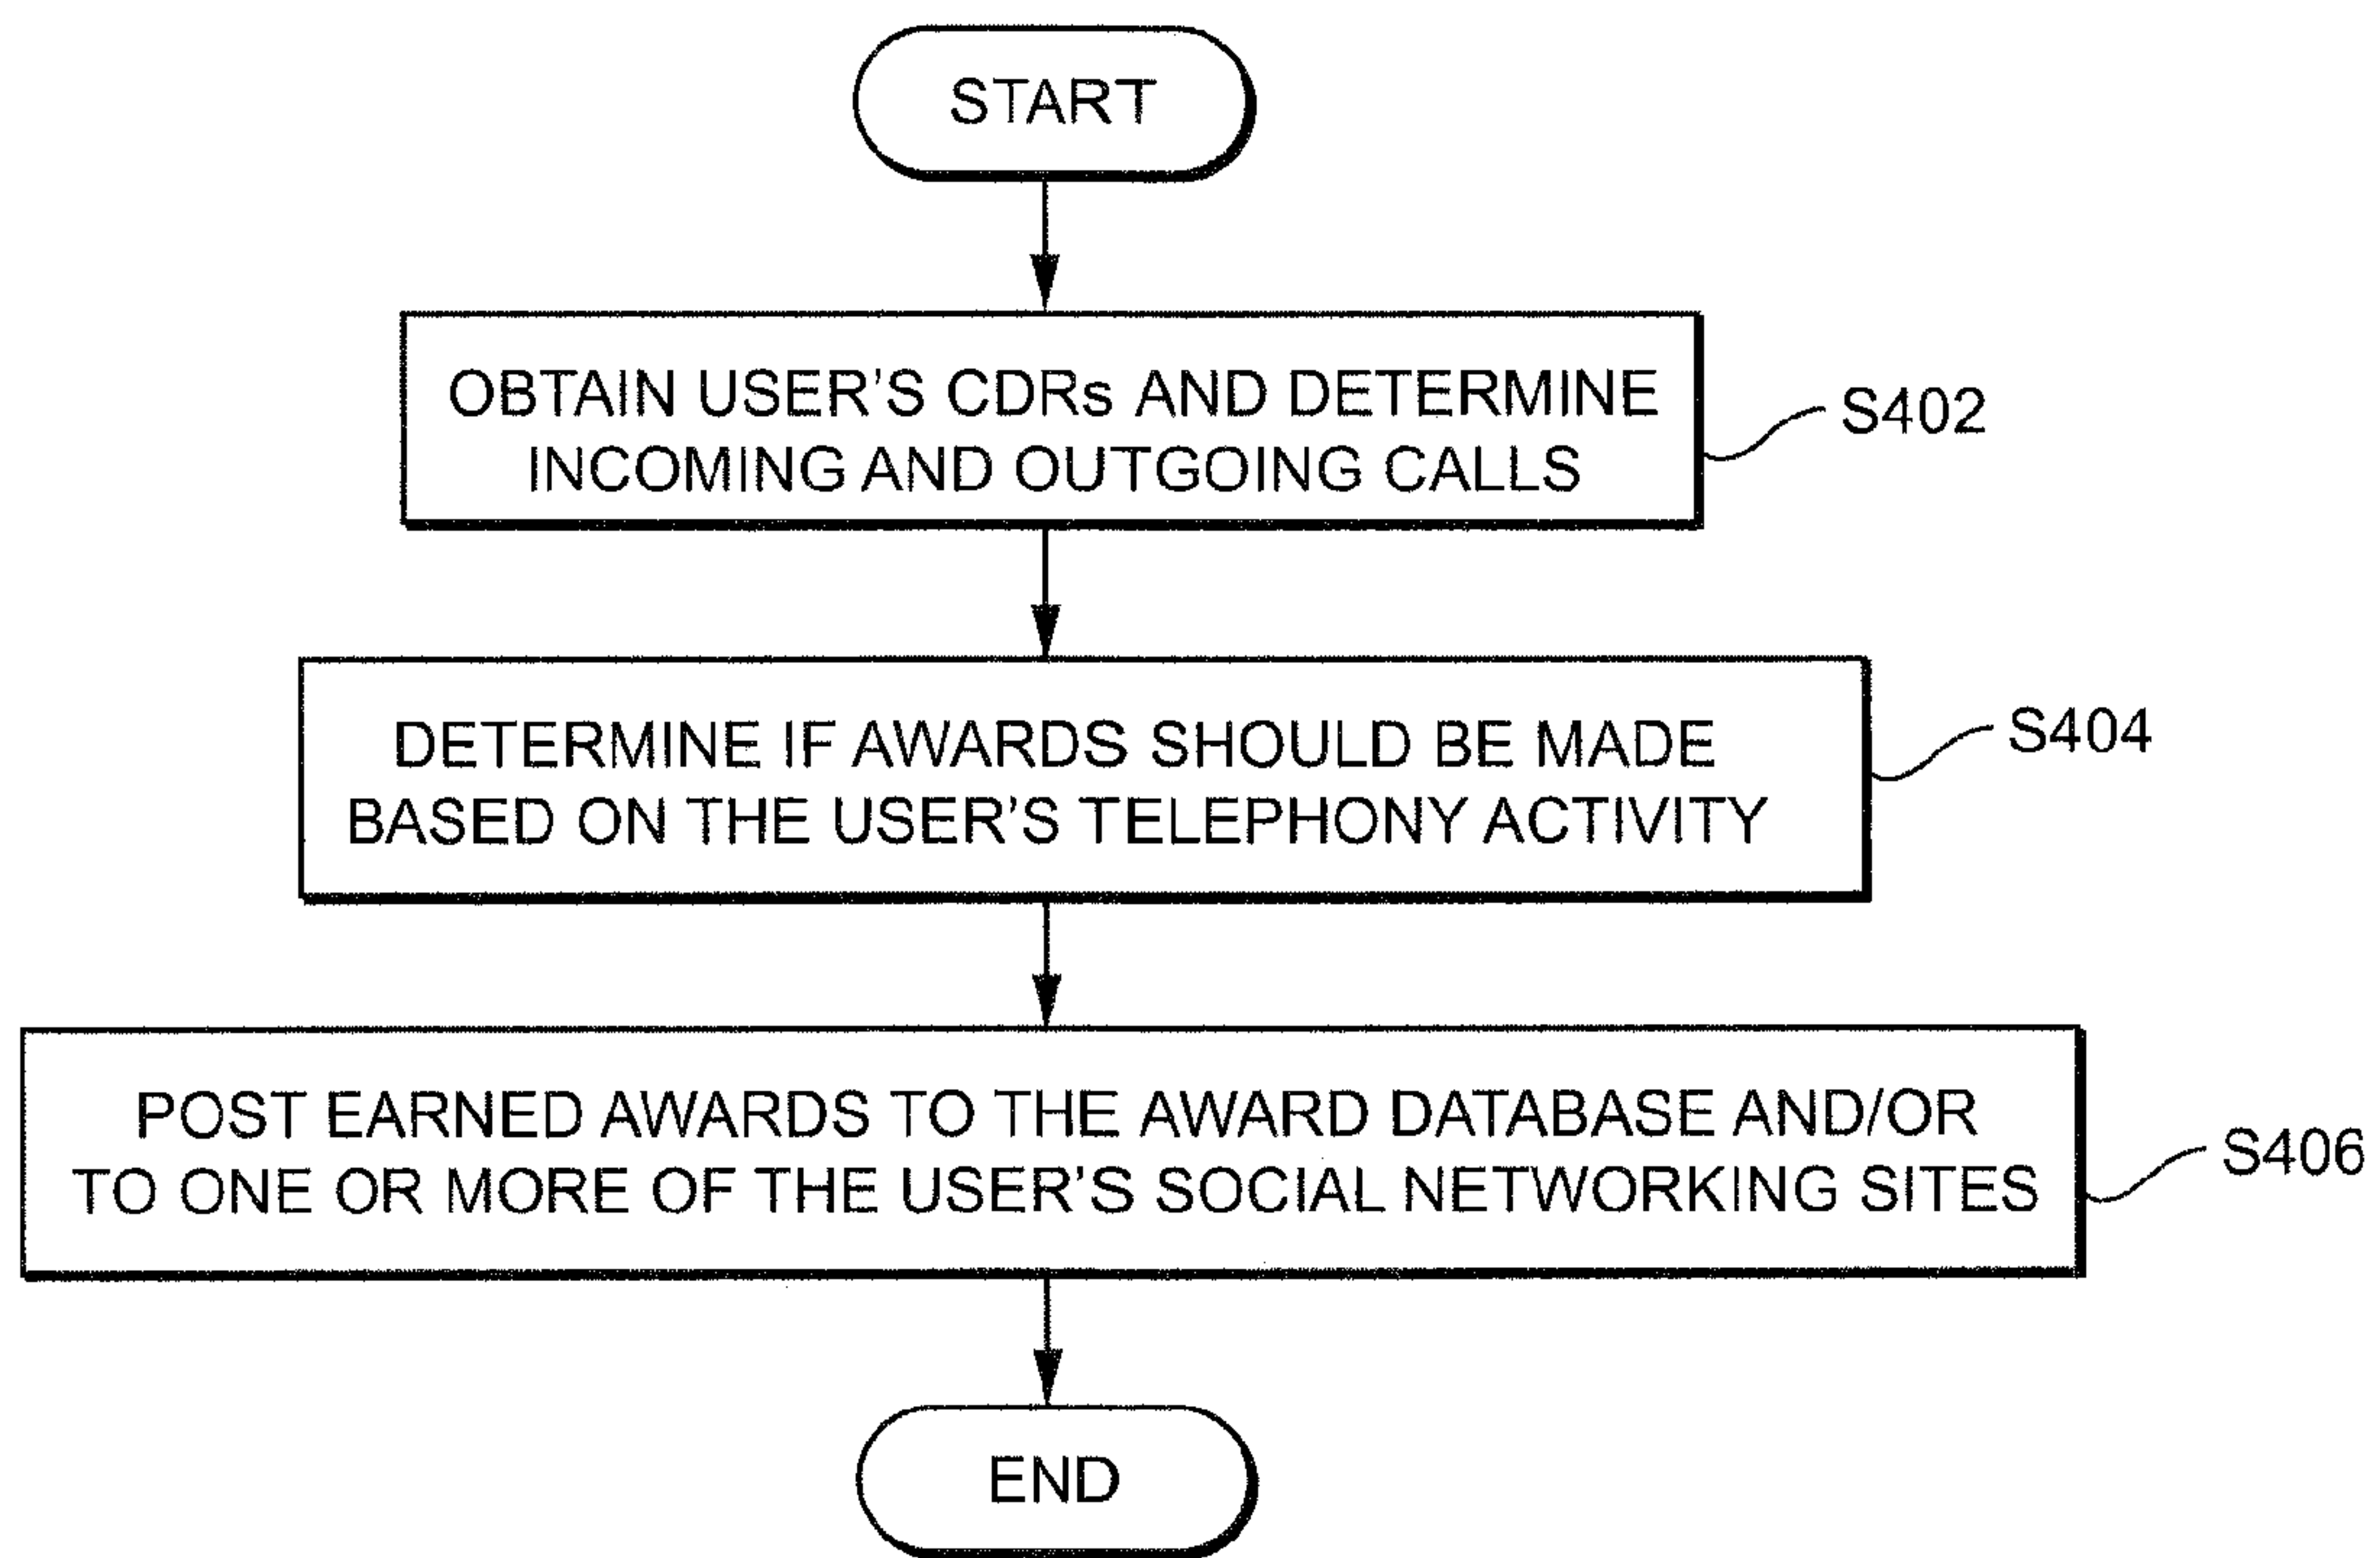 START
OBTAIN USER'S CDRs AND DETERMINE
INCOMING AND OUTGOING CALLS
S402
DETERMINE IF AWARDS SHOULD BE MADE
BASED ON THE USER'S TELEPHONY ACTIVITY
S404
POST EARNED AWARDS TO THE AWARD DATABASE AND/OR
TO ONE OR MORE OF THE USER'S SOCIAL NETWORKING SITES
S406
END